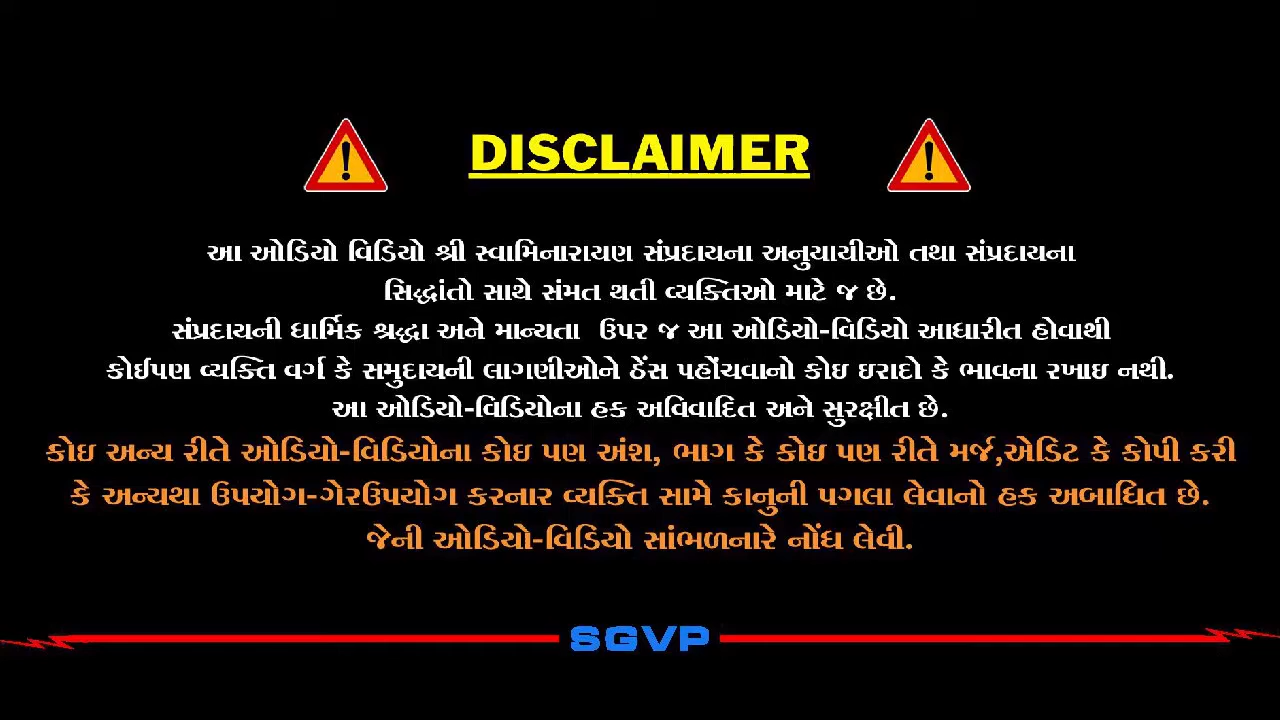 DISCLAIMER
આ ઓડિયો વિડિયો શ્રી સ્વામિનારાયણ સંપ્રદાયના અનુયાયીઓ તથા સંપ્રદાયના
સિદ્ધાંતો સાથે સંમત થતી વ્યક્તિઓ માટે જ છે.
સંપ્રદાયની ધાર્મિક શ્રદ્ધા અને માન્યતા ઉપર જ આ ઓડિયો-વિડિયો આધારીત હોવાથી
કોઈપણ વ્યક્તિ વર્ગ કે સમુદાયની લાગણીઓને ઠેંસ પહોંચવાનો કોઇ ઇરાદો કે ભાવના રખાઇ નથી.
આ ઓડિયો-વિડિયોના હક અવિવાદિત અને સુરક્ષીત છે.
કોઇ અન્ય રીતે ઓડિયો-વિડિયોના કોઇ પણ અંશ, ભાગ કે કોઇ પણ રીતે મર્જ,એડિટ કે કોપી કરી
કે અન્યથા ઉપયોગ-ગેરઉપયોગ કરનાર વ્યક્તિ સામે કાનુની પગલા લેવાનો હક અબાધિત છે.
જેની ઓડિયો-વિડિયો સાંભળનારે નોંધ લેવી.
SGVP